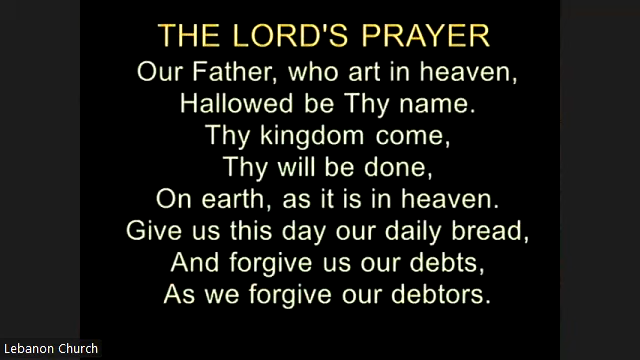 THE LORD'S PRAYER
Our Father, who art in heaven,
Hallowed be Thy name.
Thy kingdom come,
Thy will be done,
On earth, as it is in heaven.
Give us this day our daily bread,
And forgive us our debts,
As we forgive our debtors.
Lebanon Church